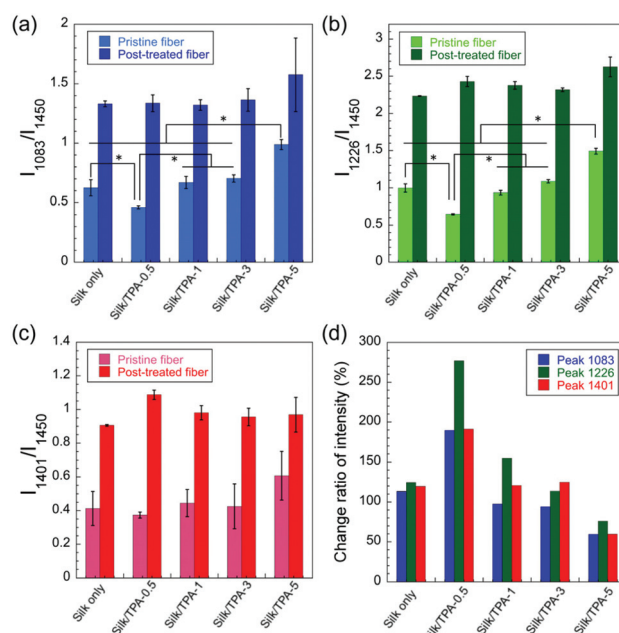 (a)
2
1.5
1
0.5
0
I1083/I1450
Pristine fiber
Post-treated fiber
*
*
*
Silk only
Silk/TPA-0.5
Silk/TPA-1
Silk/TPA-3
Silk/TPA-5
(b)
3
2.5
2
1.5
1
0.5
0
I1226/I1450
Pristine fiber
Post-treated fiber
*
*
*
Silk only
Silk/TPA-0.5
Silk/TPA-1
Silk/TPA-3
Silk/TPA-5
(c)
1.4
1.2
1
0.8
0.6
0.4
0.2
0
I1401/I1450
Pristine fiber
Post-treated fiber
Silk only
Silk/TPA-0.5
Silk/TPA-1
Silk/TPA-3
Silk/TPA-5
(d)
300
250
200
150
100
50
0
Change ratio of intensity (%)
Peak 1083
Peak 1226
Peak 1401
Silk only
Silk/TPA-0.5
Silk/TPA-1
Silk/TPA-3
Silk/TPA-5